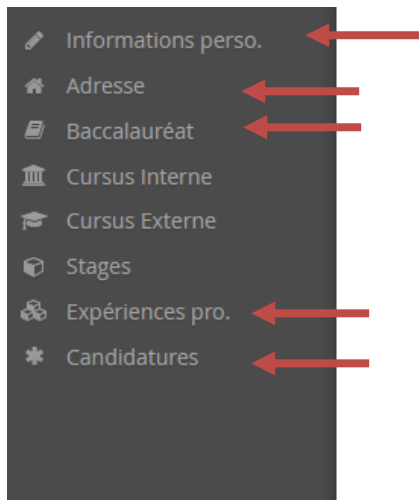 Informations perso.
Adresse
Baccalauréat
Cursus Interne
Cursus Externe
Stages
Expériences pro.
Candidatures